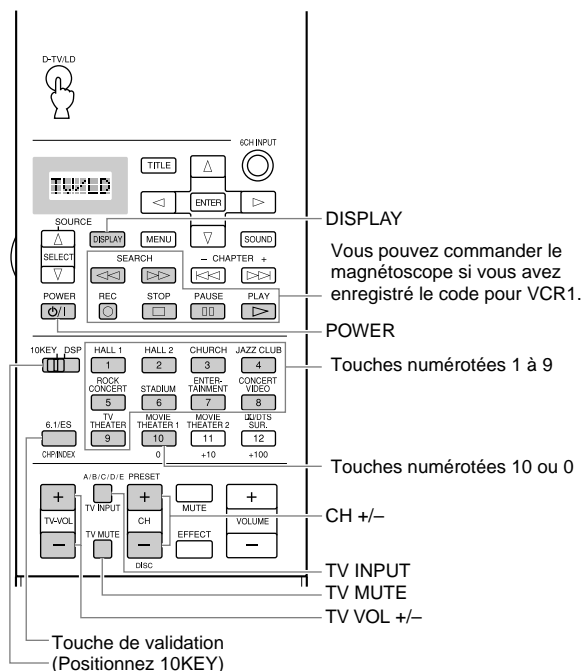 D-TV/LD
6CH INPUT
TITLE
TV/LD
ENTER
SOURCE
SELECT
DISPLAY
MENU
SOUND
DISPLAY
SEARCH
– CHAPTER +
Vous pouvez commander le
magnétoscope si vous avez
enregistré le code pour VCR1.
POWER
REC
STOP
PAUSE
PLAY
POWER
10KEY
DSP
HALL 1
HALL 2
CHURCH
JAZZ CLUB
1
2
3
4
Touches numérotées 1 à 9
ROCK
CONCERT
STADIUM
ENTER-
TAINMENT
CONCERT
VIDEO
5
6
7
8
6.1/ES
TV
THEATER
MOVIE
THEATER 1
MOVIE
THEATER 2
/DTS
SUR.
9
10
11
12
CHP/INDEX
0
+10
+100
Touches numérotées 10 ou 0
A/B/C/D/E
PRESET
+
TV-VOL
–
TV INPUT
TV MUTE
+
CH
–
DISC
MUTE
EFFECT
+
VOLUME
–
CH +/–
TV INPUT
TV MUTE
TV VOL +/–
Touche de validation
(Positionnez 10KEY)